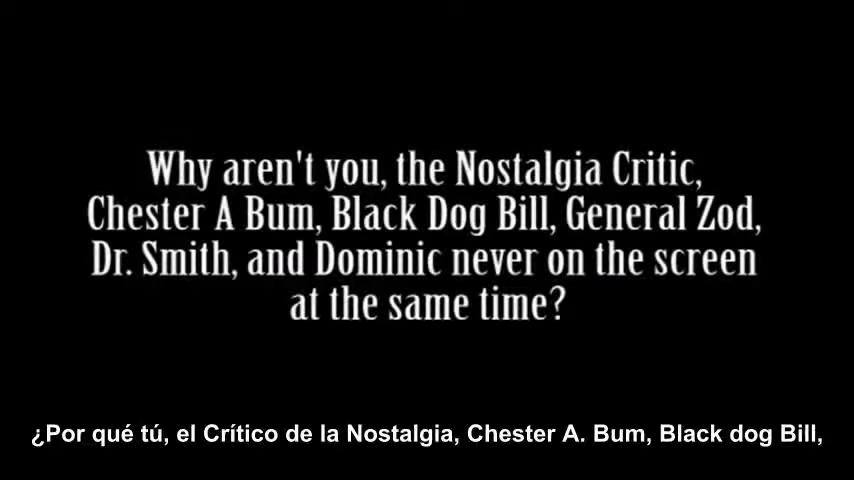 Why aren't you, the Nostalgia Critic,
Chester A Bum, Black Dog Bill, General Zod,
Dr. Smith, and Dominic never on the screen
at the same time?
¿Por qué tú, el Crítico de la Nostalgia, Chester A. Bum, Black dog Bill,